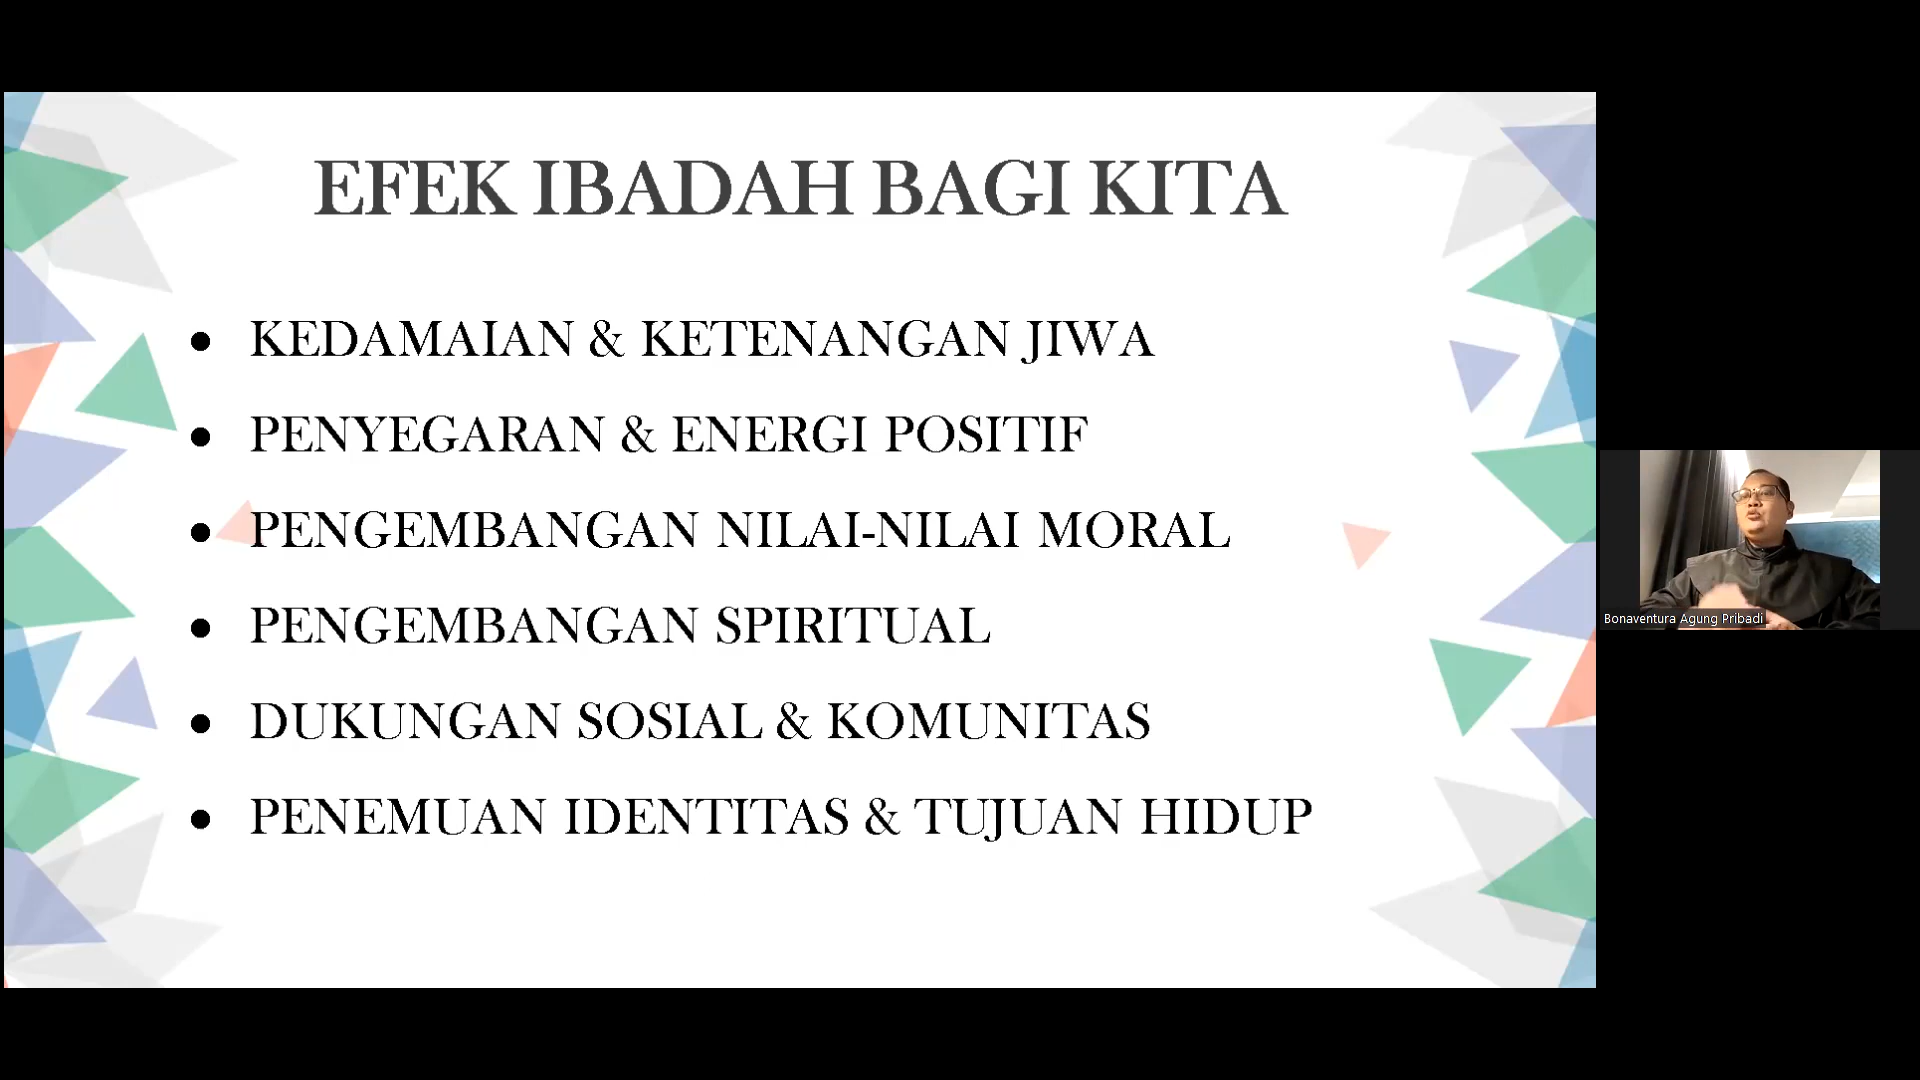 EFEK IBADAH BAGI KITA
• KEDAMAIAN & KETENANGAN JIWA
• PENYEGARAN & ENERGI POSITIF
• PENGEMBANGAN NILAI-NILAI MORAL
• PENGEMBANGAN SPIRITUAL
• DUKUNGAN SOSIAL & KOMUNITAS
• PENEMUAN IDENTITAS & TUJUAN HIDUP
Bonaventura Agung Pribadi